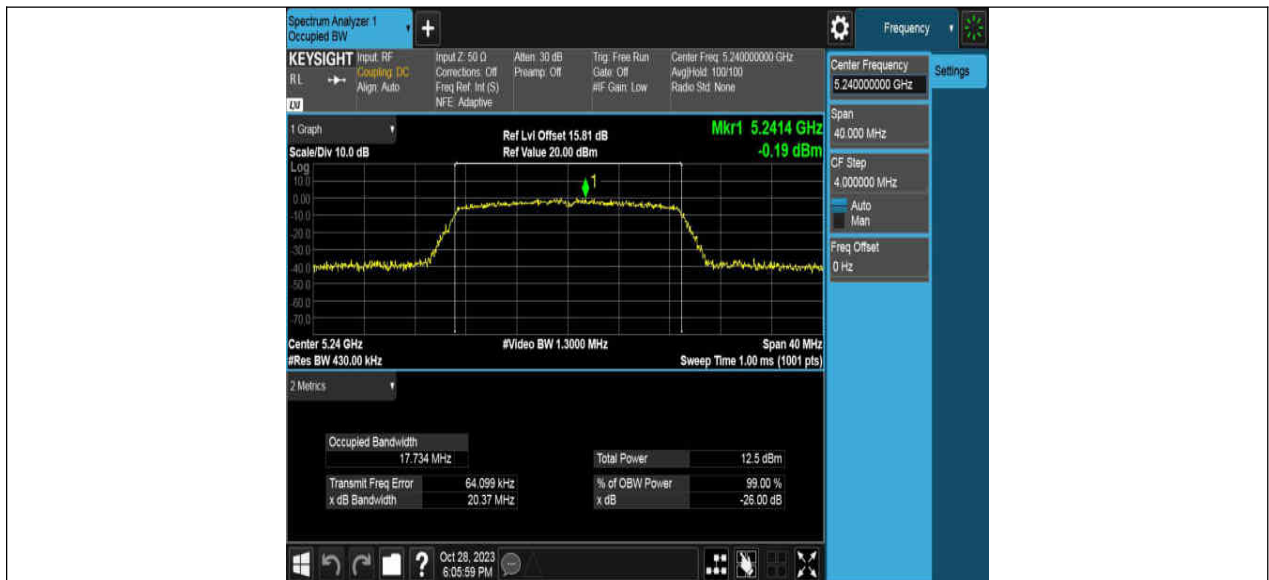 Spectrum Analyzer 1
Occupied BW
+
Frequency
KEYSIGHT
Input: RF
Coupling: DC
Align: Auto
RL
LXI
Input Z: 50 Ω
Corrections: Off
Freq Ref: Int (S)
NFE: Adaptive
Atten: 30 dB
Preamp: Off
Trig: Free Run
Gate: Off
#IF Gain: Low
Center Freq: 5.240000000 GHz
Avg|Hold: 100/100
Radio Std: None
Center Frequency
5.240000000 GHz
Settings
Span
40.000 MHz
CF Step
4.000000 MHz
Auto
Man
Freq Offset
0 Hz
1 Graph
Scale/Div 10.0 dB
Ref Lvl Offset 15.81 dB
Ref Value 20.00 dBm
Mkr1 5.2414 GHz
-0.19 dBm
Log
10.0
0.00
-10.0
-20.0
-30.0
-40.0
-50.0
-60.0
-70.0
1
Center 5.24 GHz
#Res BW 430.00 kHz
#Video BW 1.3000 MHz
Span 40 MHz
Sweep Time 1.00 ms (1001 pts)
2 Metrics
Occupied Bandwidth
17.734 MHz
Transmit Freq Error 64.099 kHz
x dB Bandwidth 20.37 MHz
Total Power 12.5 dBm
% of OBW Power 99.00 %
x dB -26.00 dB
?
Oct 28, 2023
6:05:59 PM